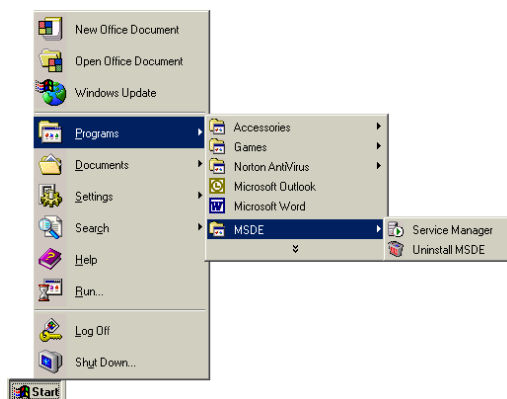 New Office Document
Open Office Document
Windows Update
Programs
Documents
Settings
Search
Help
Run...
Log Off
Shut Down...
Start
Accessories
Games
Norton AntiVirus
Microsoft Outlook
Microsoft Word
MSDE
Service Manager
Uninstall MSDE